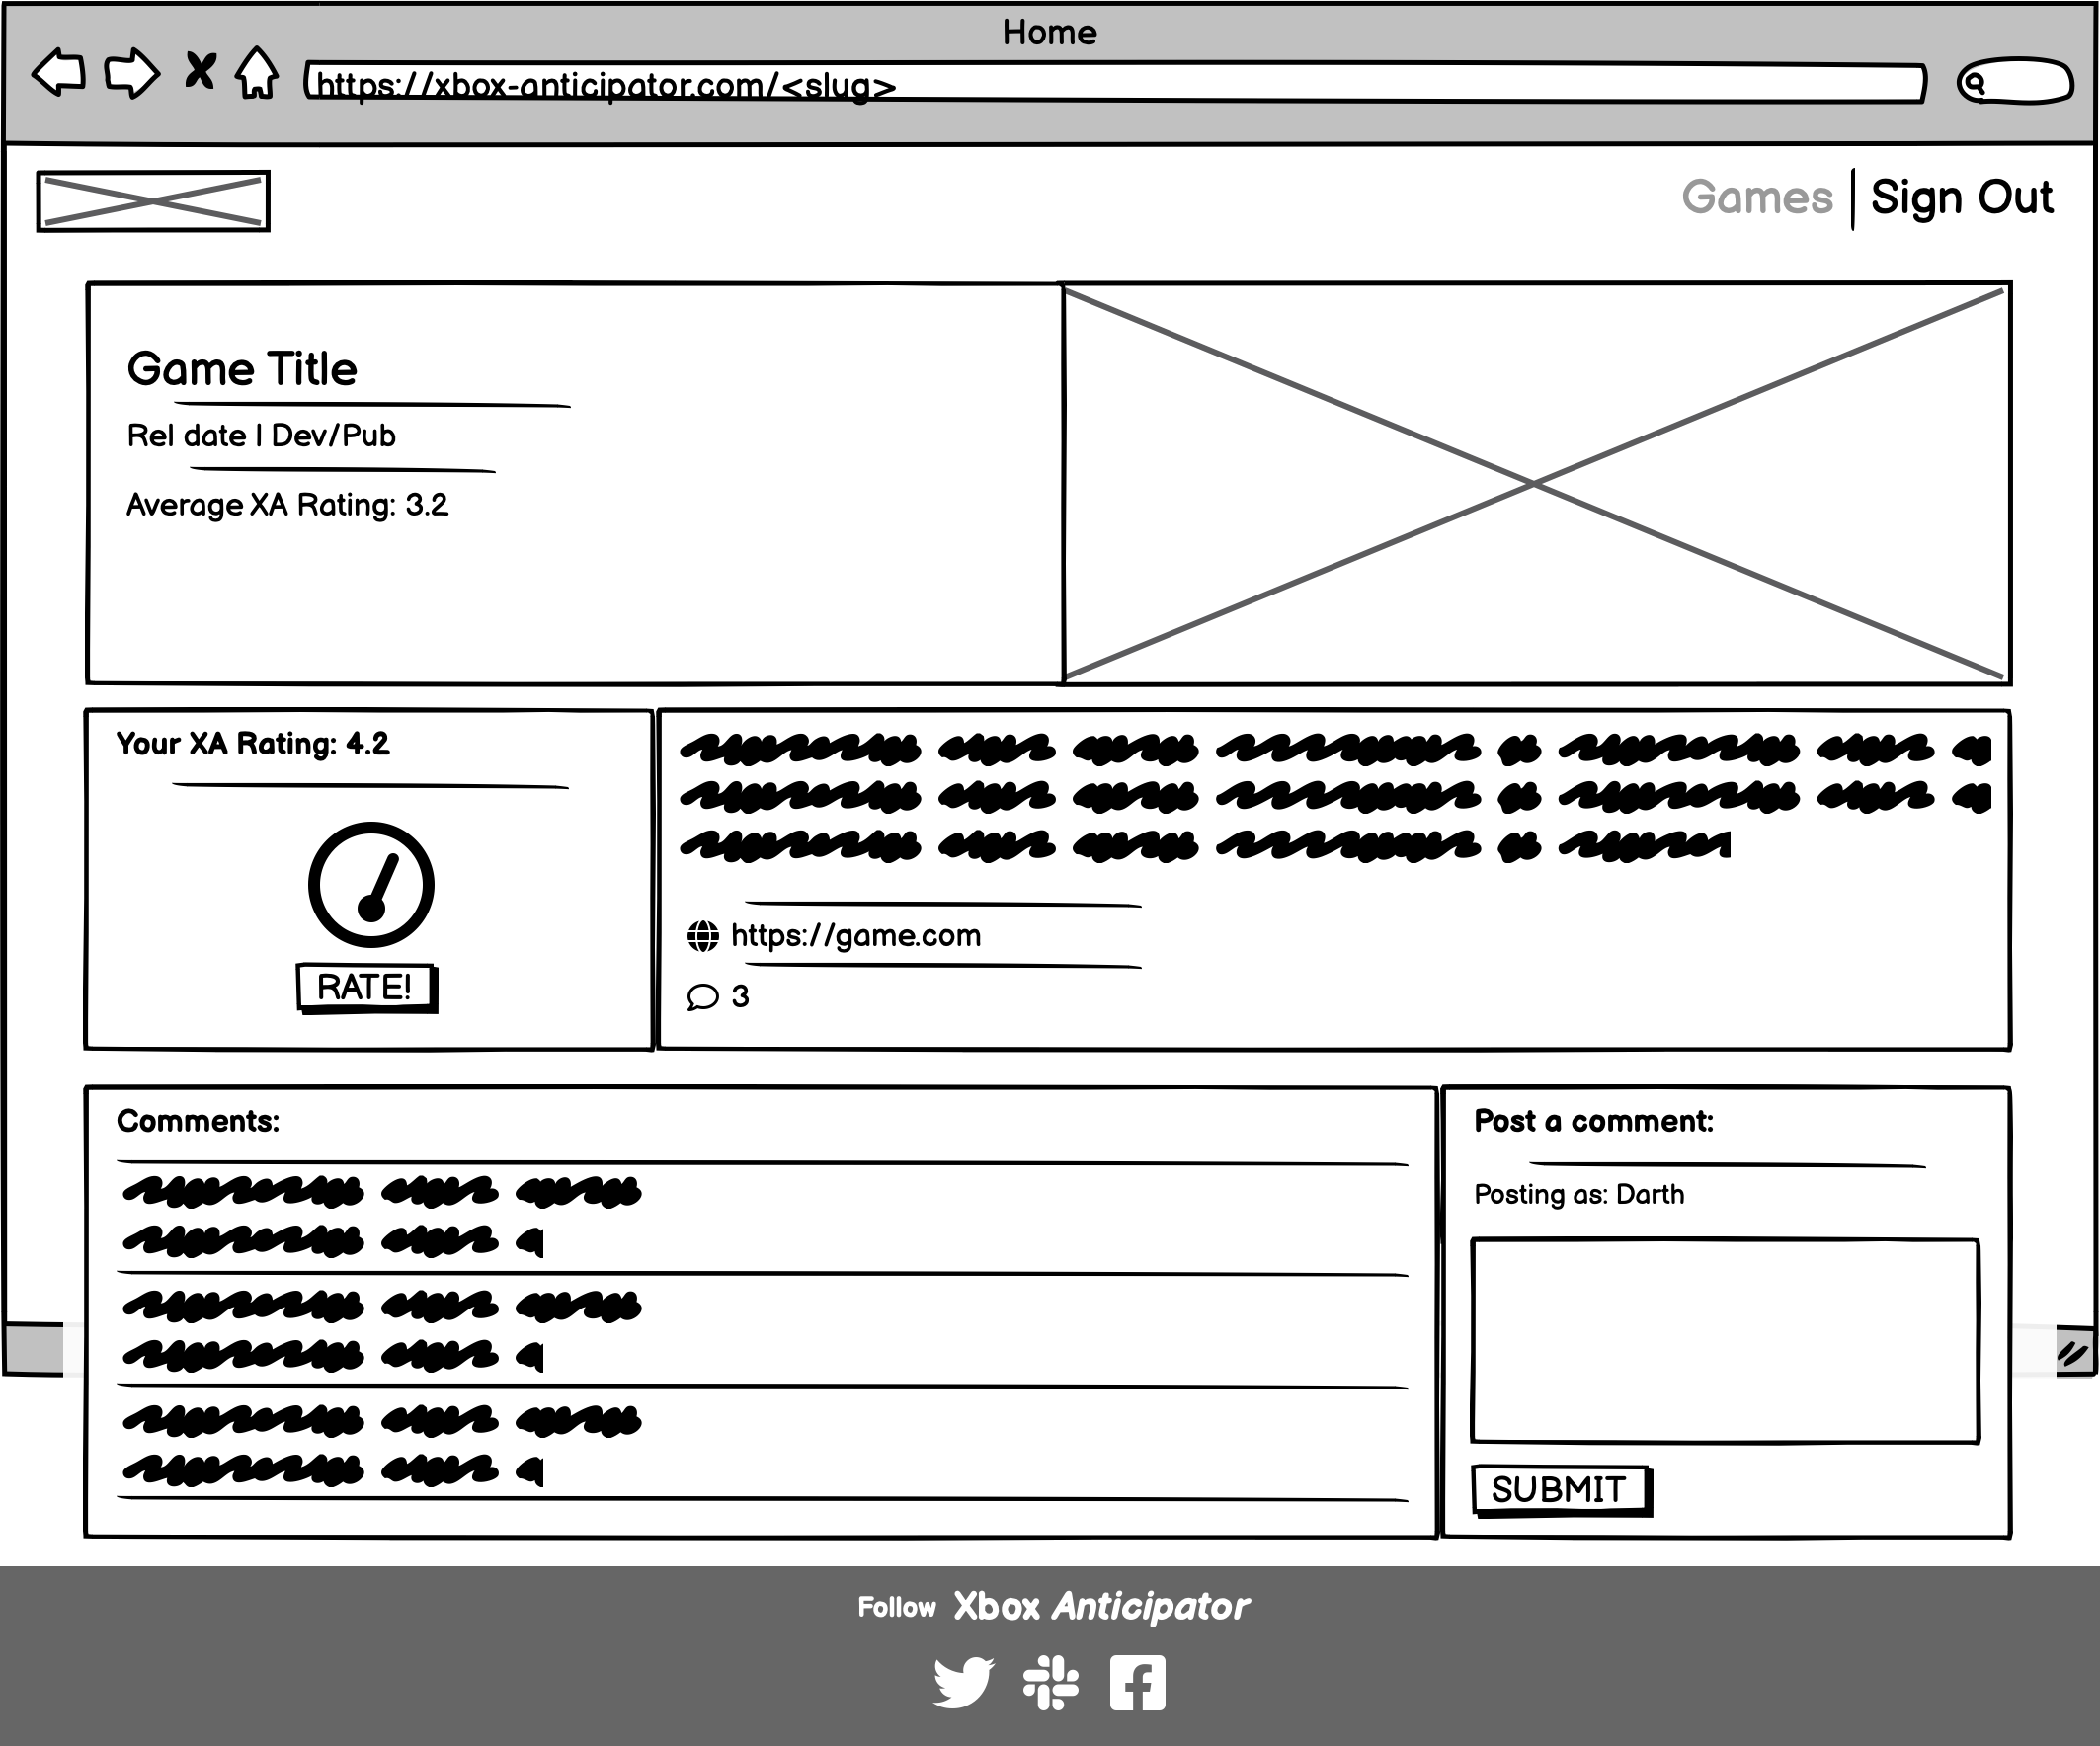 Home
https://xbox-anticipator.com/<slug>
Games | Sign Out
Game Title
Rel date | Dev/Pub
Average XA Rating: 3.2
Your XA Rating: 4.2
RATE!
https://game.com
3
Comments:
Post a comment:
Posting as: Darth
SUBMIT
Follow Xbox Anticipator